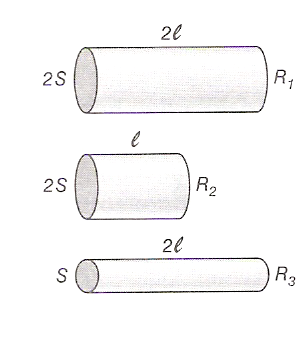 2ℓ
2S R₁
ℓ
2S R₂
2ℓ
S R₃